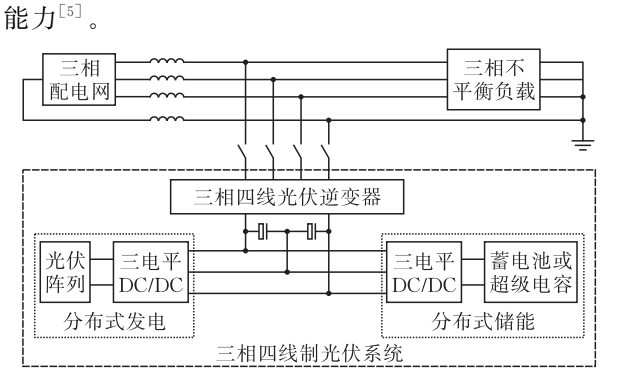 能力[5]。
三相
配电网
三相不
平衡负载
三相四线光伏逆变器
光伏
阵列
三电平
DC/DC
三电平
DC/DC
蓄电池或
超级电容
分布式发电
分布式储能
三相四线制光伏系统